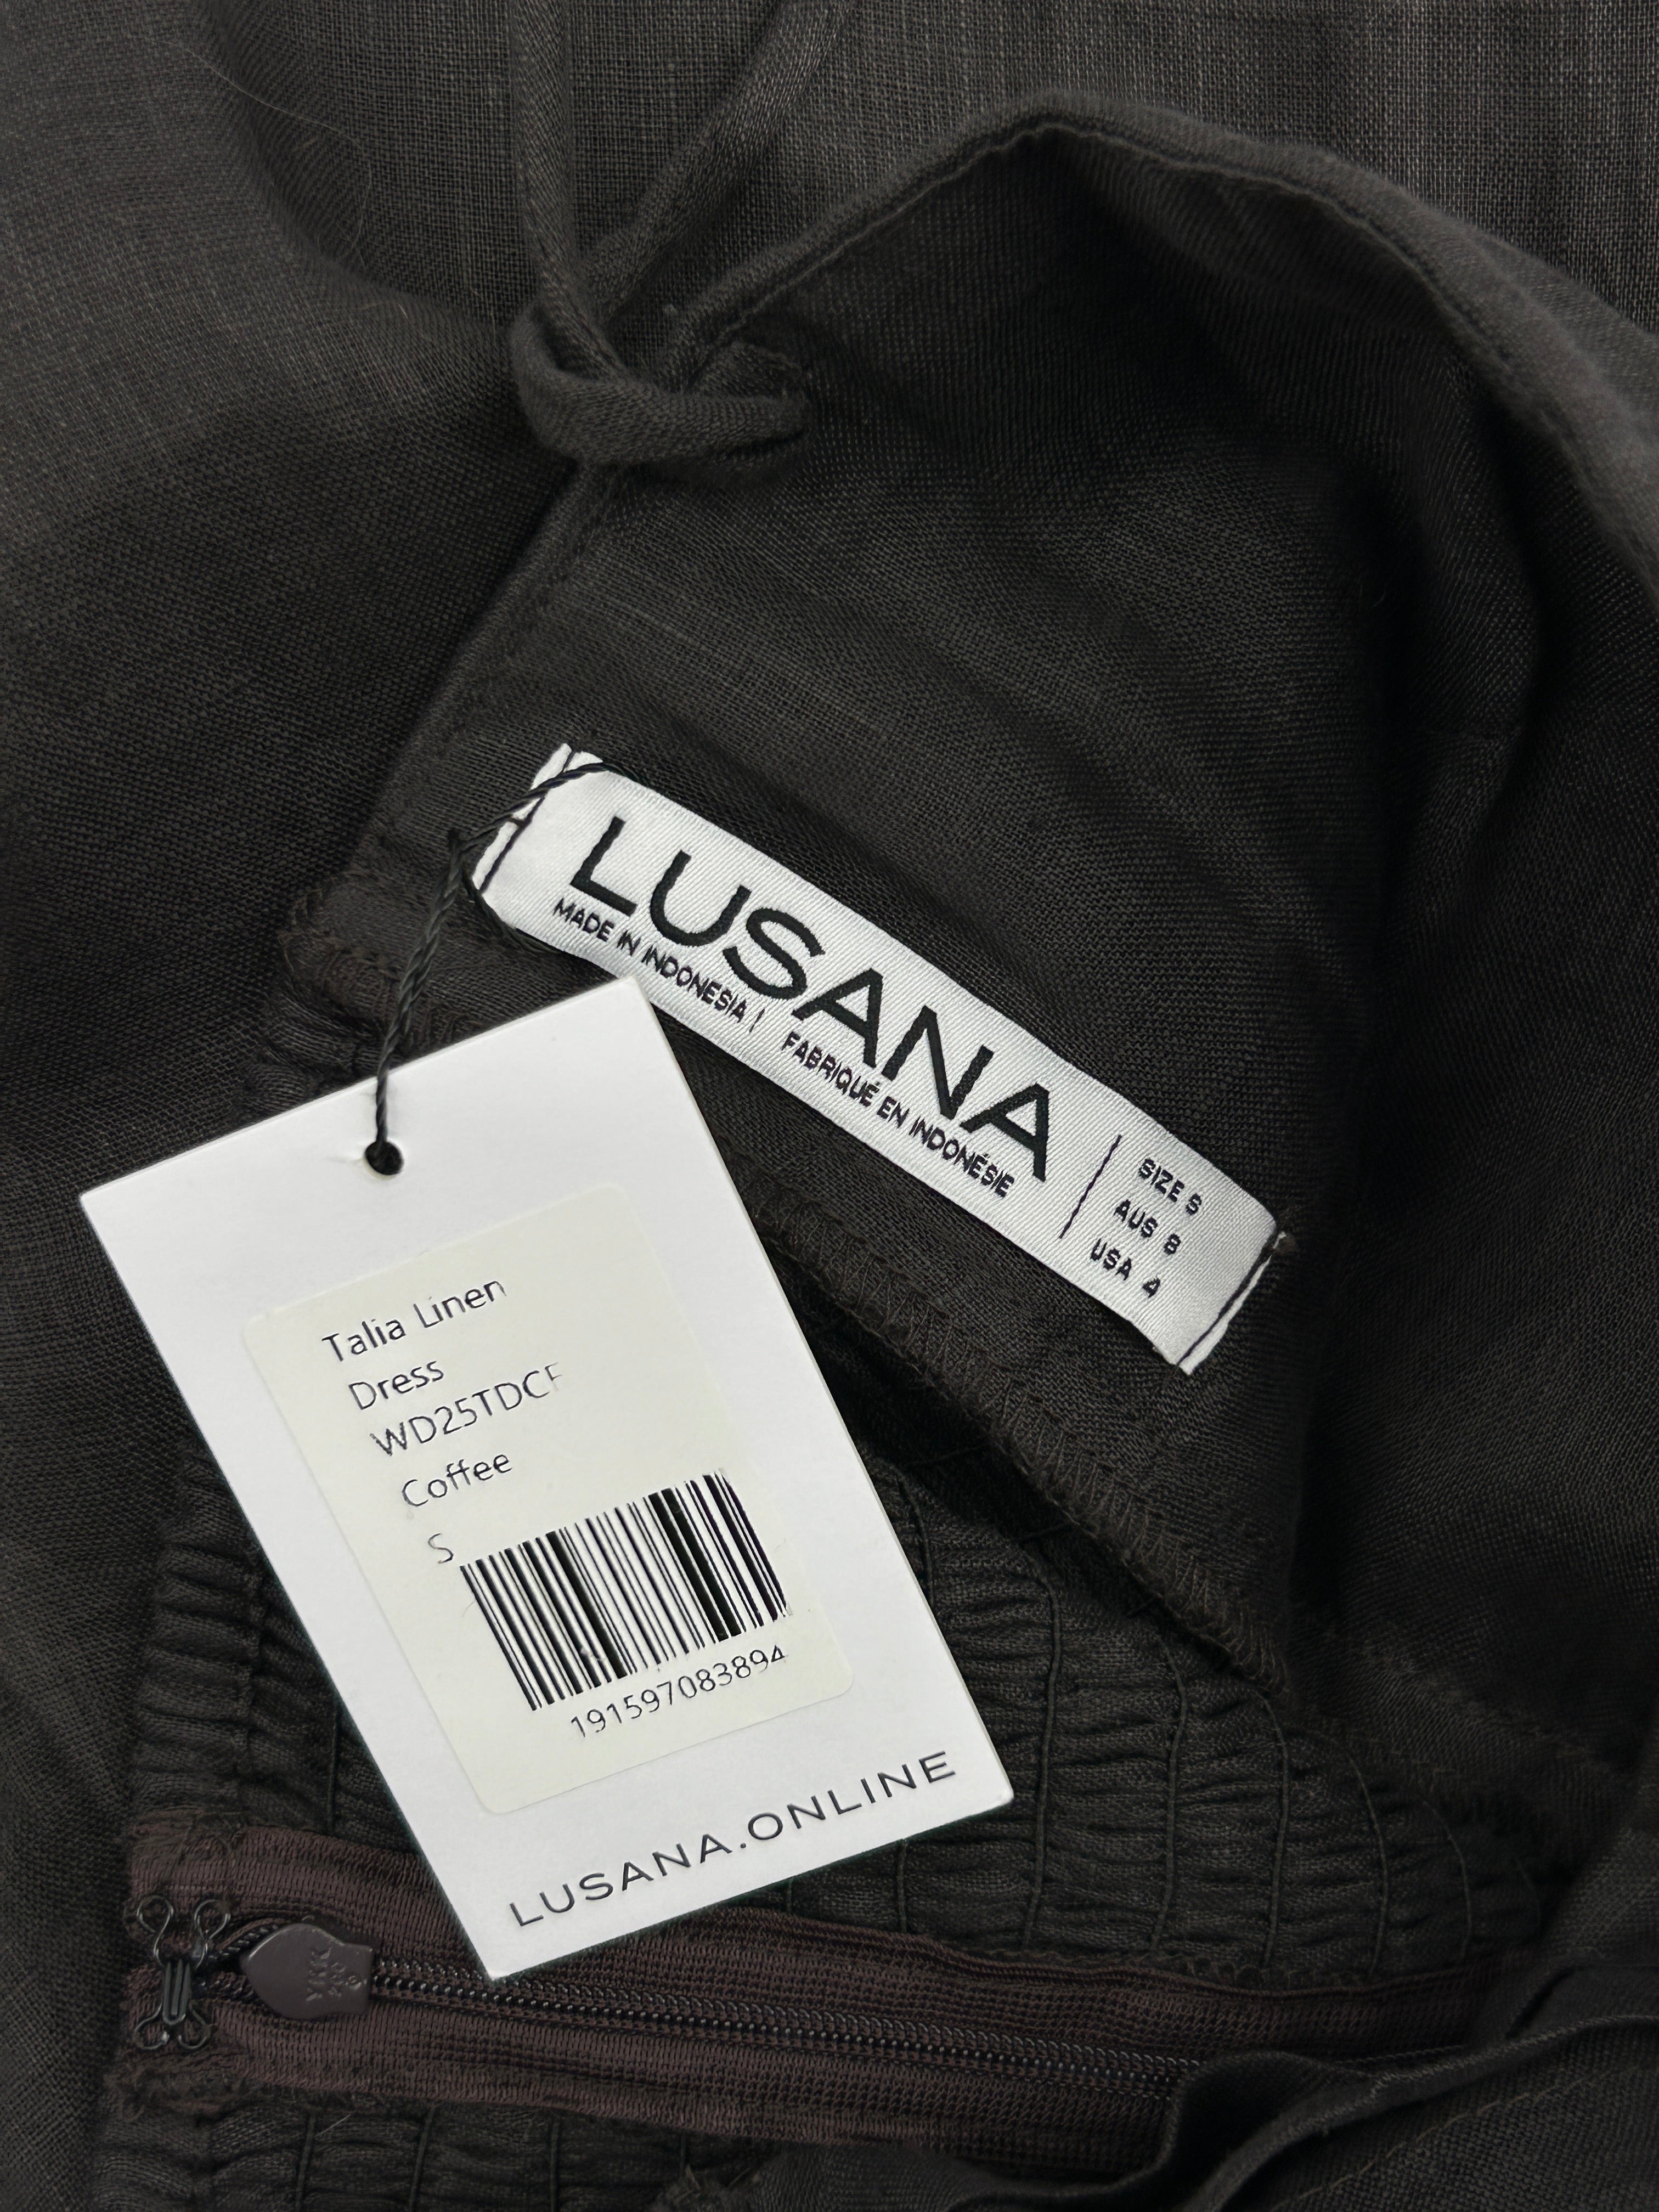 LUSANA
MADE IN INDONESIA | FABRIQUÉ EN INDONÉSIE
SIZE S
AUS 8
USA 4
Talia Linen
Dress
WD25TDCF
Coffee
S
191597083894
LUSANA.ONLINE
YKK